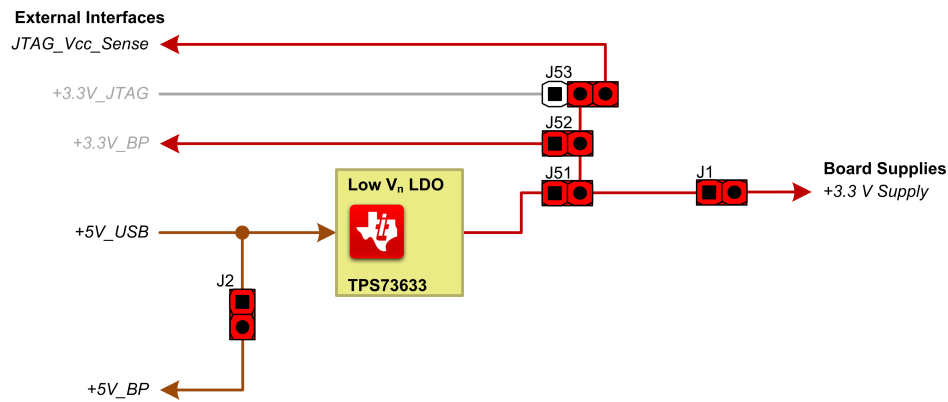 External Interfaces
JTAG_Vcc_Sense
J53
+3.3V_JTAG
J52
+3.3V_BP
J51
J1
Board Supplies
+3.3 V Supply
Low Vn LDO
+5V_USB
TPS73633
J2
+5V_BP